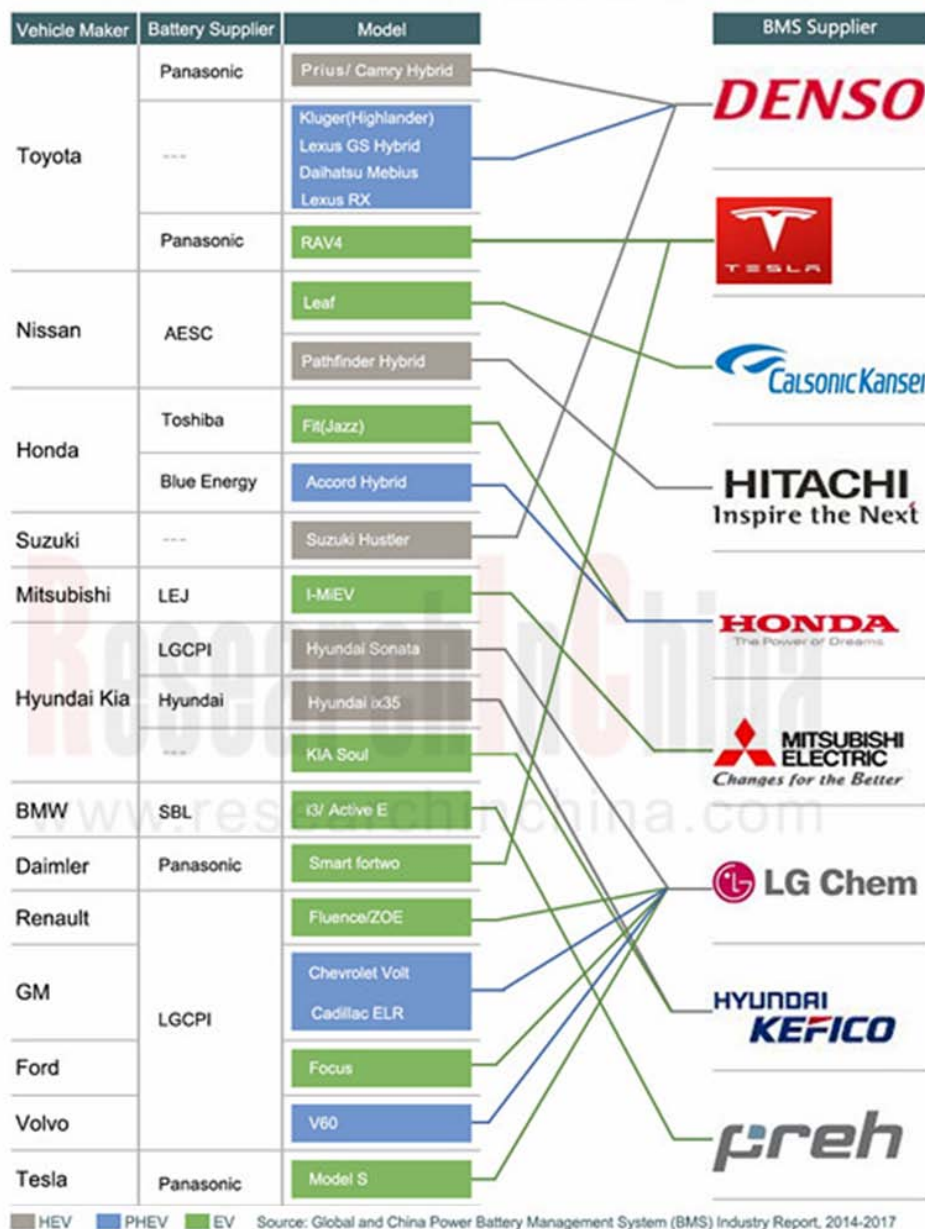 Vehicle Maker Battery Supplier Model BMS Supplier
Panasonic Prius/ Camry Hybrid
DENSO
Toyota --- Kluger(Highlander)
Lexus GS Hybrid
Daihatsu Mebius
Lexus RX
Panasonic RAV4
TESLA
Nissan AESC Leaf
Pathfinder Hybrid
Calsonic Kansei
Honda Toshiba Fit(Jazz)
Blue Energy Accord Hybrid
HITACHI
Inspire the Next
Suzuki --- Suzuki Hustler
Mitsubishi LEJ I-MiEV
HONDA
The Power of Dreams
Hyundai Kia LGCPI Hyundai Sonata
Hyundai Hyundai ix35
--- KIA Soul
MITSUBISHI
ELECTRIC
Changes for the Better
ResearchInChina
www.researchinchina.com
BMW SBL i3/ Active E
Daimler Panasonic Smart fortwo
LG Chem
Renault LGCPI Fluence/ZOE
GM Chevrolet Volt
Cadillac ELR
HYUNDAI
KEFICO
Ford Focus
Volvo V60
preh
Tesla Panasonic Model S
HEV PHEV EV Source: Global and China Power Battery Management System (BMS) Industry Report, 2014-2017